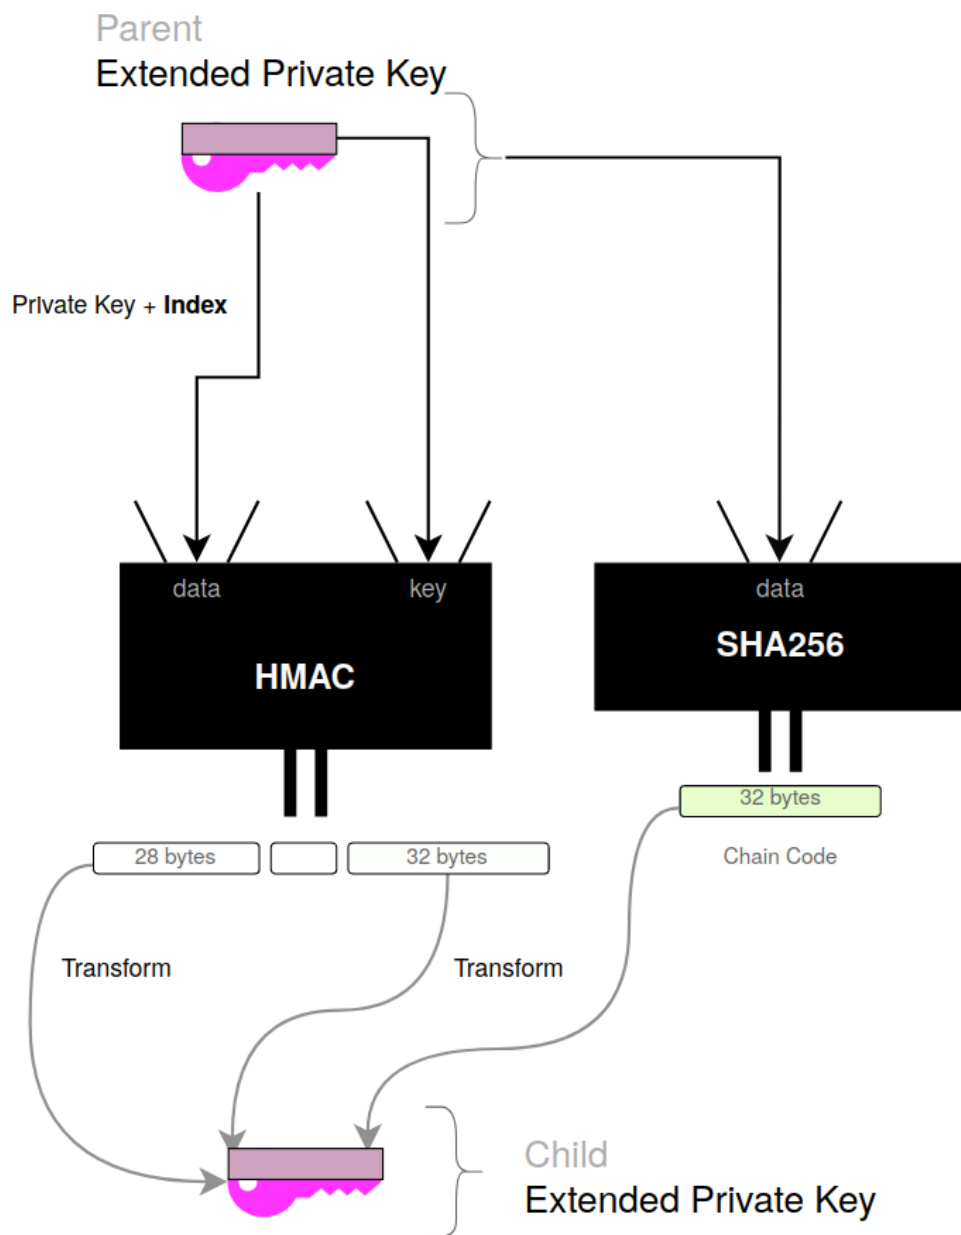 Parent
Extended Private Key
Private Key + Index
data
key
data
HMAC
SHA256
32 bytes
28 bytes
32 bytes
Chain Code
Transform
Transform
Child
Extended Private Key